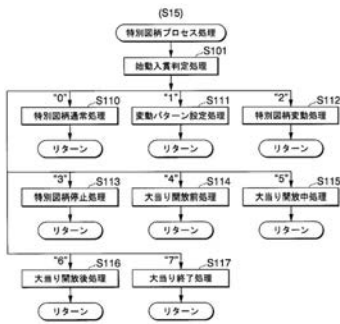 (S15)
特別図柄プロセス処理
S101
始動入賞判定処理
"0" S110 "1" S111 "2" S112
特別図柄通常処理 変動パターン設定処理 特別図柄変動処理
リターン リターン リターン
"3" S113 "4" S114 "5" S115
特別図柄停止処理 大当り開放前処理 大当り開放中処理
リターン リターン リターン
"6" S116 "7" S117
大当り開放後処理 大当り終了処理
リターン リターン